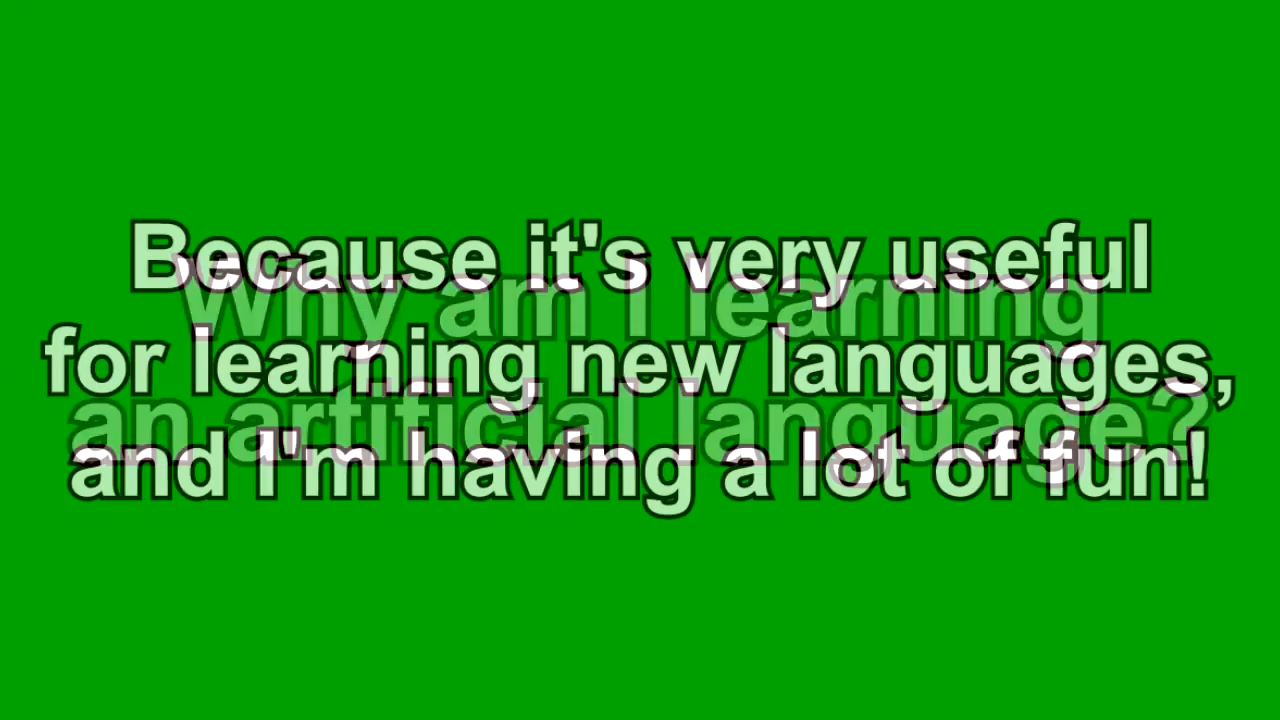 Why am I learning
an artificial language?
Because it's very useful
for learning new languages,
and I'm having a lot of fun!